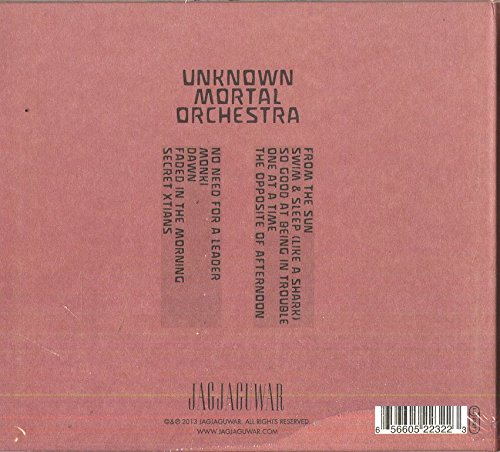 UNKNOWN
MORTAL
ORCHESTRA
FROM THE SUN
SWIM & SLEEP (LIKE A SHARK)
SO GOOD AT BEING IN TROUBLE
ONE AT A TIME
THE OPPOSITE OF AFTERNOON
NO NEED FOR A LEADER
MONKI
DAWN
FADED IN THE MORNING
SECRET XTIANS
JAGJAGUWAR
©&℗ 2013 JAGJAGUWAR. ALL RIGHTS RESERVED.
WWW.JAGJAGUWAR.COM
6 56605 22322 3